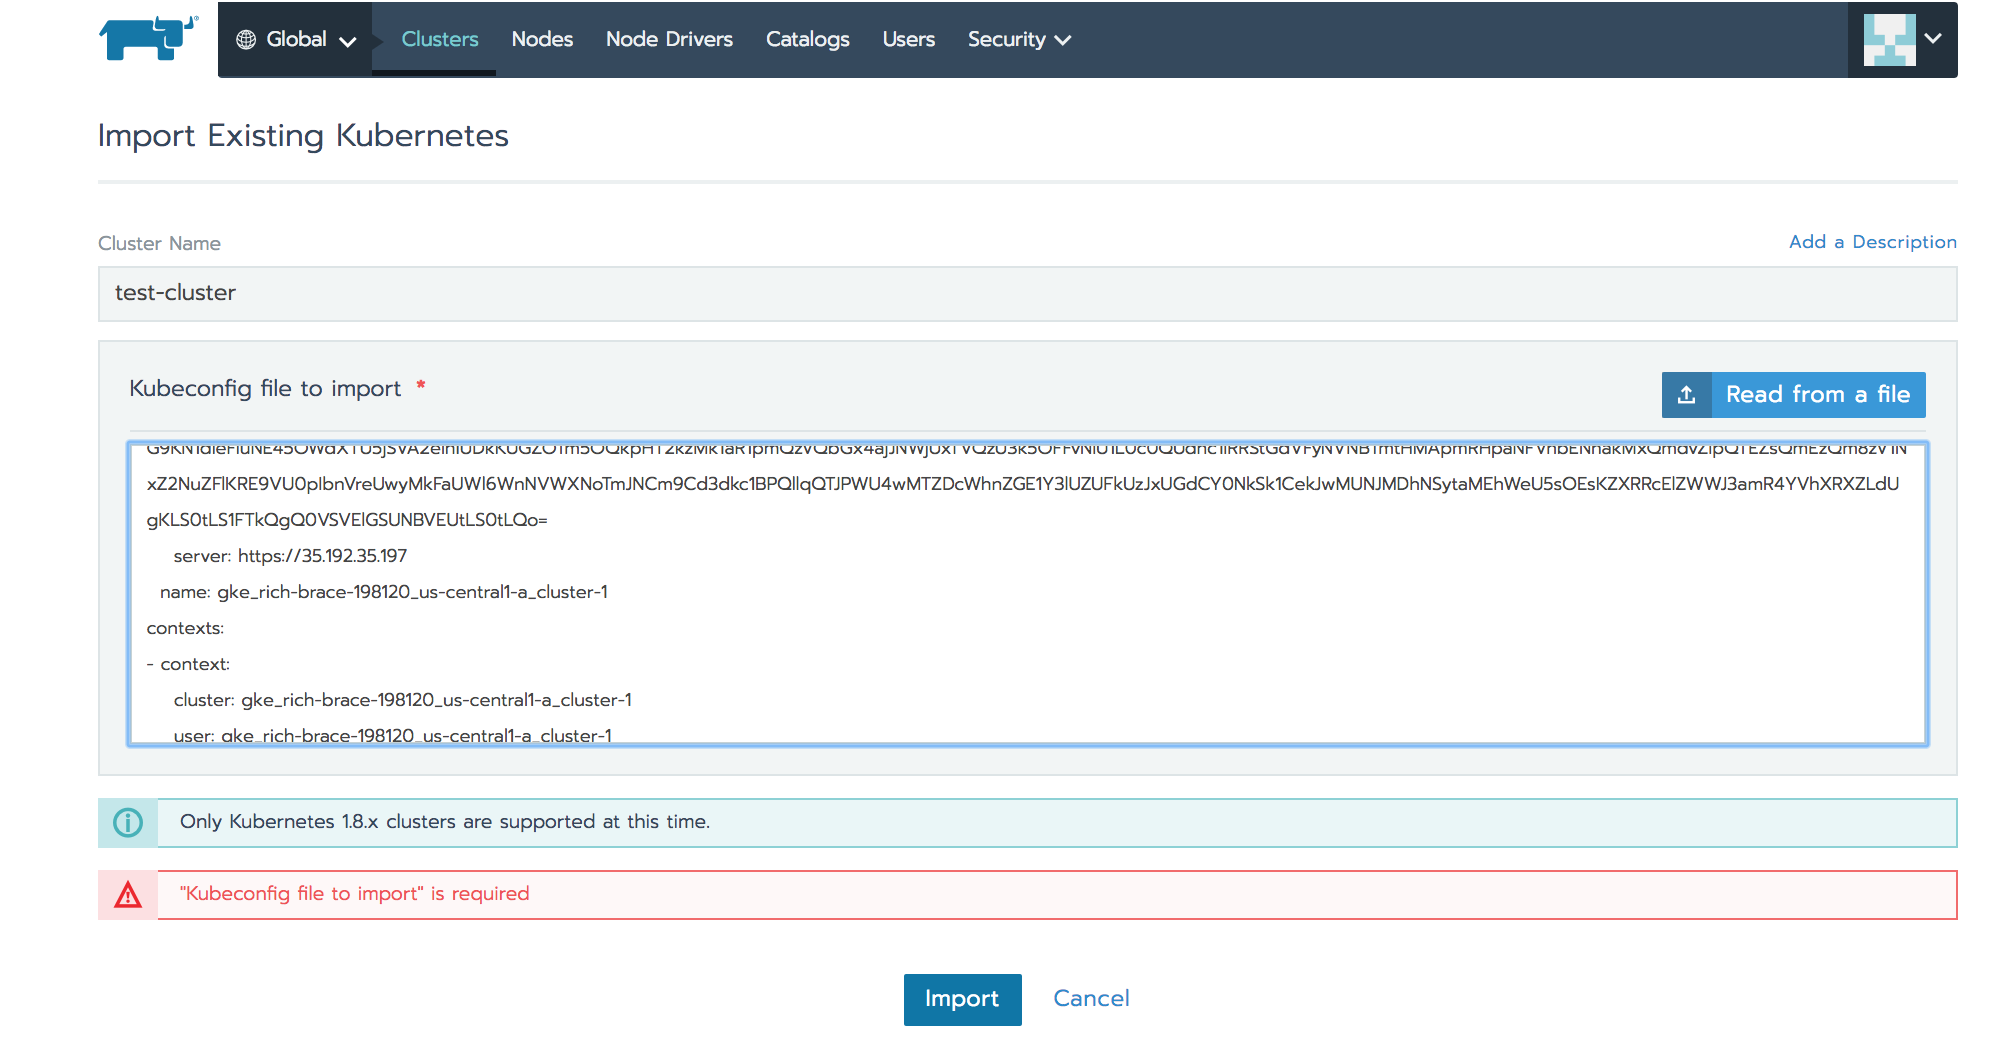 Global Clusters Nodes Node Drivers Catalogs Users Security
Import Existing Kubernetes
Cluster Name
Add a Description
test-cluster
Kubeconfig file to import *
Read from a file
gKLS0tLS1FTkQgQ0VSVElGSUNBVEUtLS0tLQo=
server: https://35.192.35.197
name: gke_rich-brace-198120_us-central1-a_cluster-1
contexts:
- context:
cluster: gke_rich-brace-198120_us-central1-a_cluster-1
user: gke_rich-brace-198120_us-central1-a_cluster-1
Only Kubernetes 1.8.x clusters are supported at this time.
"Kubeconfig file to import" is required
Import Cancel